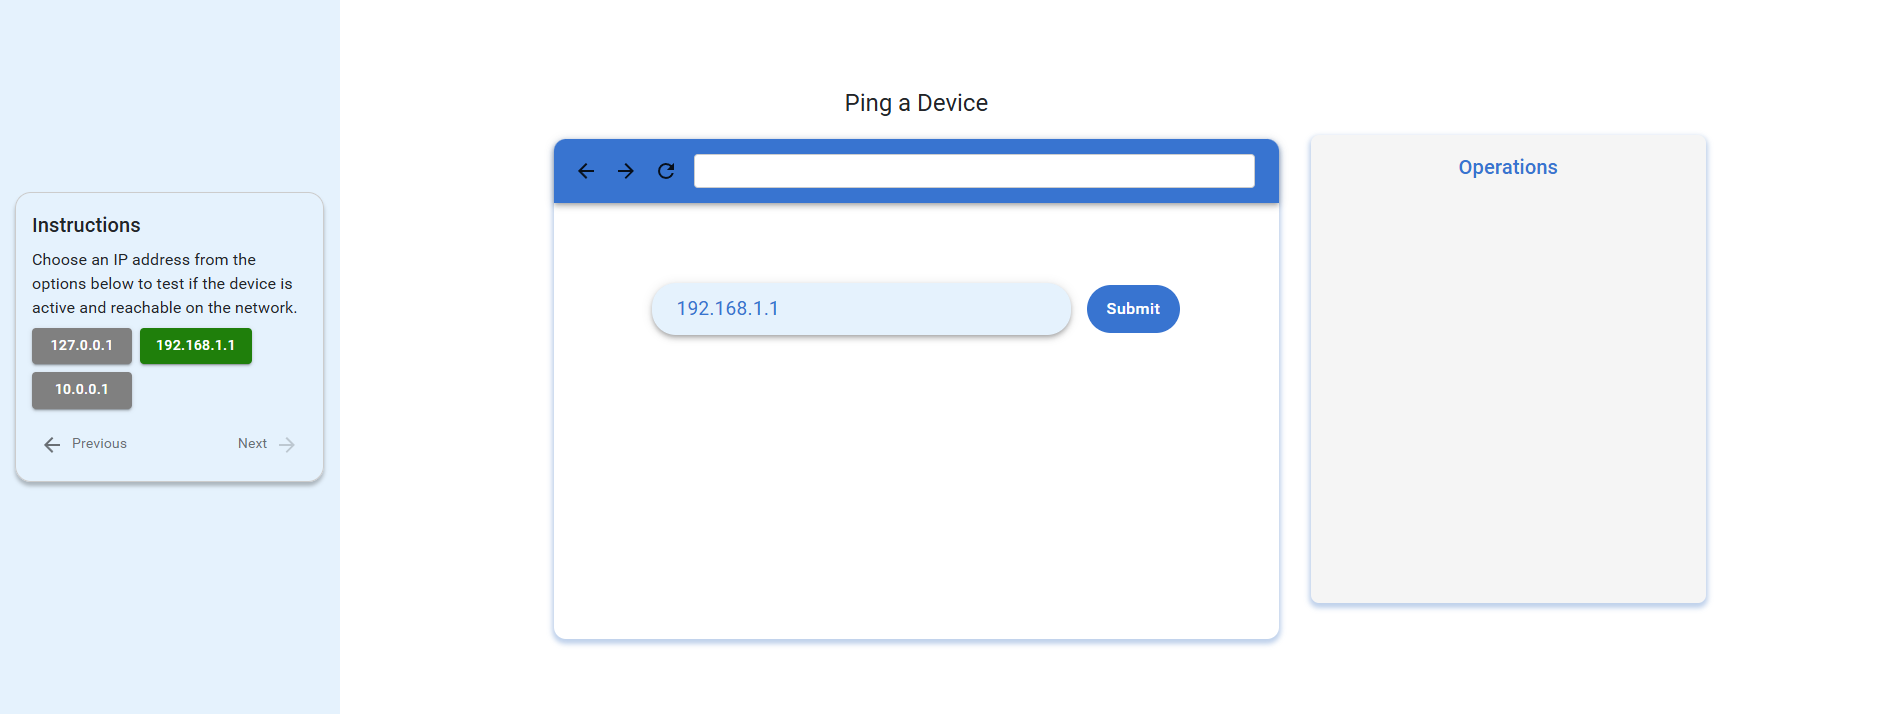 Instructions
Choose an IP address from the
options below to test if the device is
active and reachable on the network.
127.0.0.1 192.168.1.1
10.0.0.1
Previous Next
Ping a Device
192.168.1.1 Submit
Operations